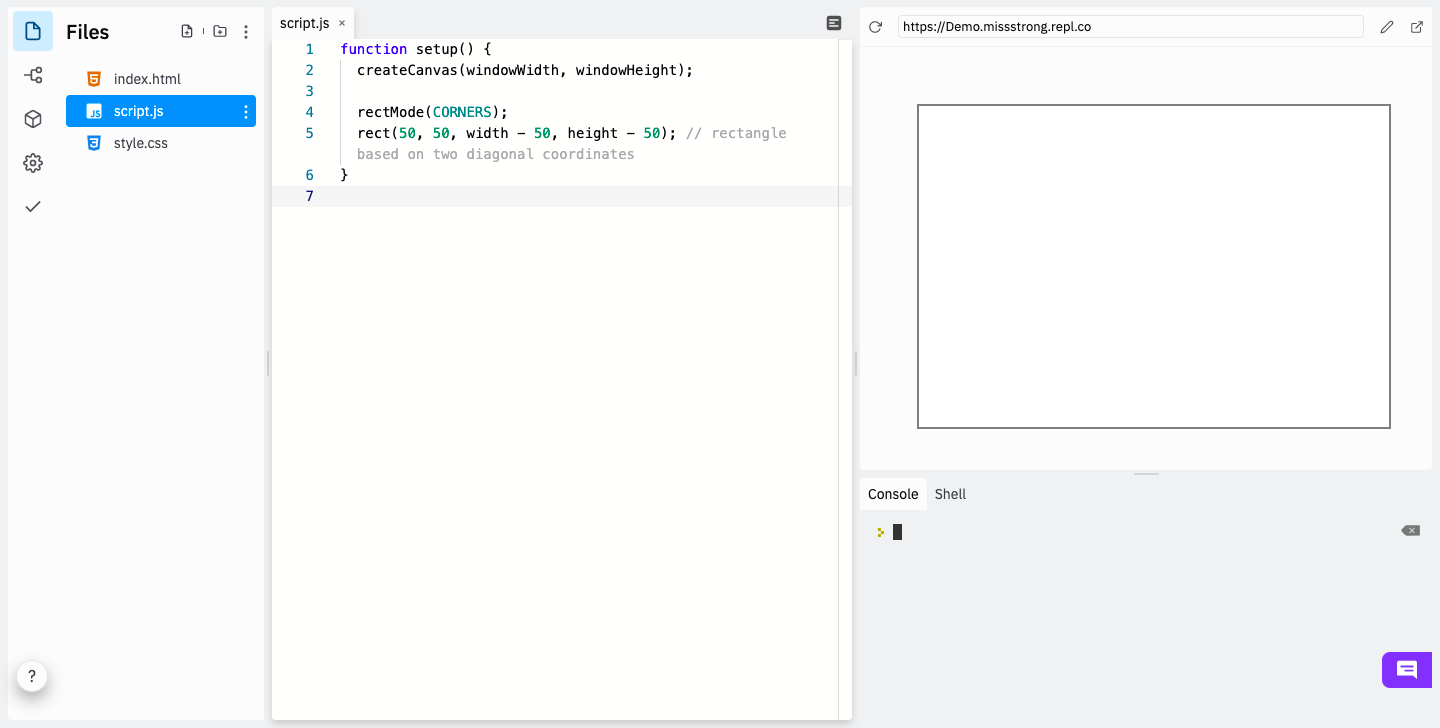 Files
index.html
JS script.js
style.css
?
script.js ×
1 function setup() {
2 createCanvas(windowWidth, windowHeight);
3
4 rectMode(CORNERS);
5 rect(50, 50, width - 50, height - 50); // rectangle
based on two diagonal coordinates
6 }
7
https://Demo.missstrong.repl.co
Console Shell
>